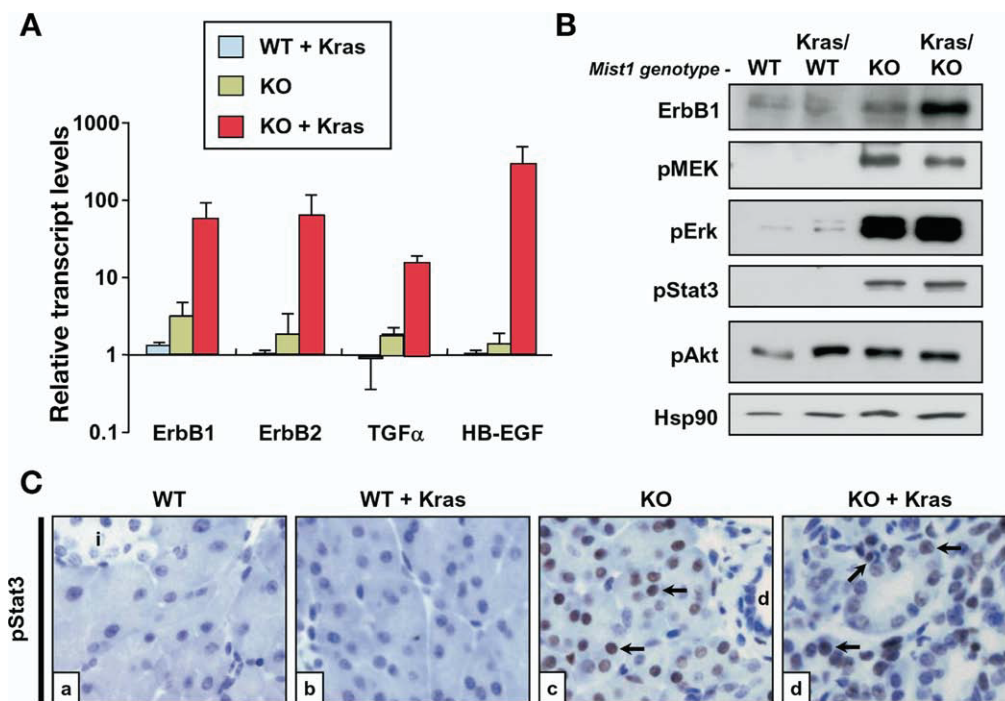 A
WT + Kras
KO
KO + Kras
Relative transcript levels
1000
100
10
1
0.1
ErbB1 ErbB2 TGFα HB-EGF
B
Mist1 genotype - WT Kras/WT KO Kras/KO
ErbB1
pMEK
pErk
pStat3
pAkt
Hsp90
C
WT WT + Kras KO KO + Kras
pStat3
i
d
a b c d